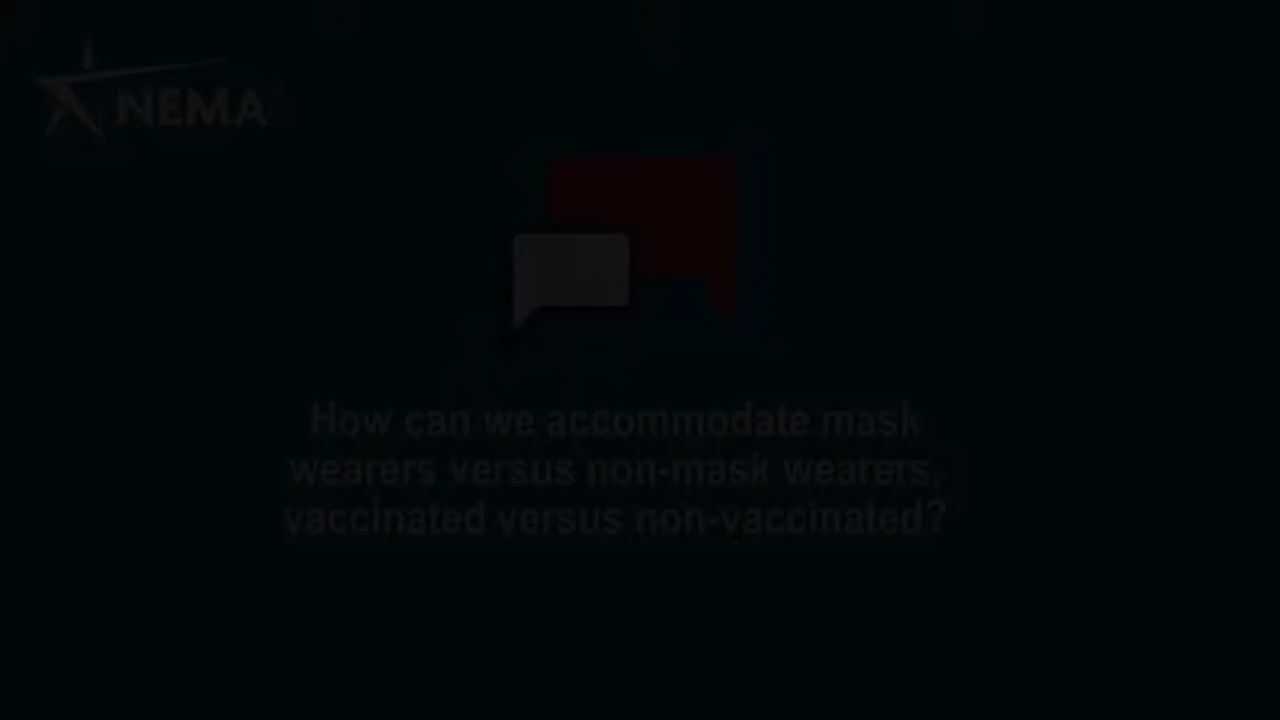 NEMA
How can we accommodate mask
wearers versus non-mask wearers,
vaccinated versus non-vaccinated?